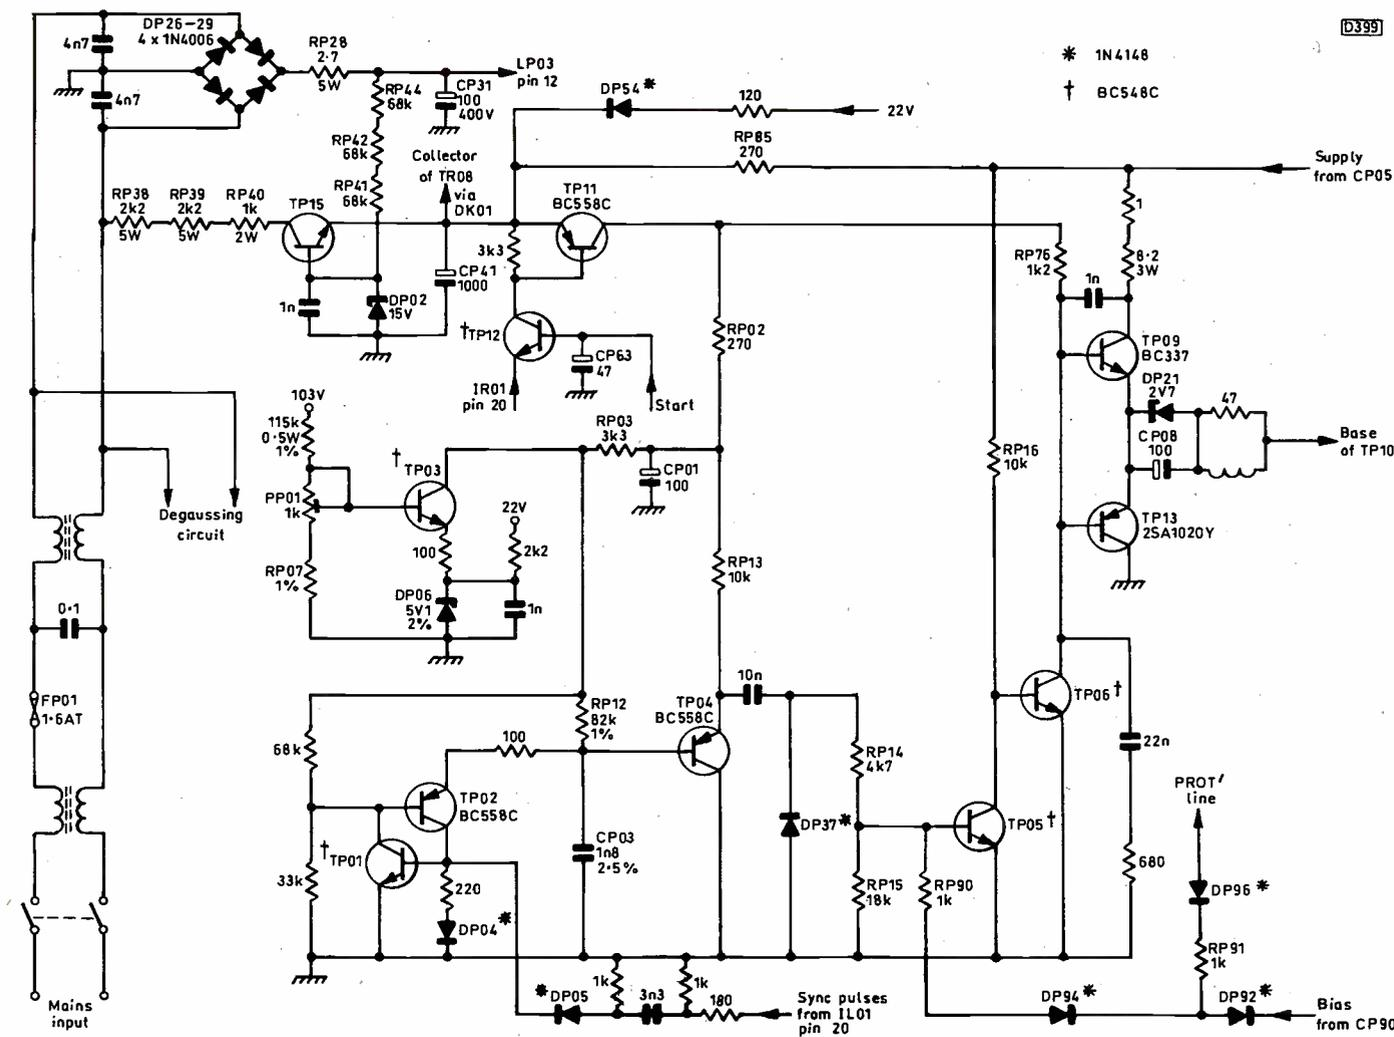 D399
* 1N4148
† BC548C
DP26-29
4 x 1N4006
4n7
4n7
RP28
2·7
5W
LP03
pin 12
RP44
68k
CP31
100
400V
DP54*
120
22V
RP42
68k
RP85
270
Supply
from CP05
Collector
of TR08
via
DK01
RP41
68k
RP38
2k2
5W
RP39
2k2
5W
RP40
1k
2W
TP15
TP11
BC558C
3k3
1
8·2
3W
RP76
1k2
1n
1n
DP02
15V
CP41
1000
†TP12
CP63
47
IR01
pin 20
Start
RP02
270
TP09
BC337
DP21
2V7
47
CP08
100
Base
of TP10
TP13
2SA1020Y
103V
115k
0·5W
1%
PP01
1k
RP07
1%
† TP03
RP03
3k3
CP01
100
22V
100
2k2
DP06
5V1
2%
1n
RP16
10k
RP13
10k
Degaussing
circuit
0·1
FP01
1·6AT
Mains
input
68k
33k
100
TP02
BC558C
†TP01
220
DP04*
RP12
82k
1%
CP03
1n8
2·5%
TP04
BC558C
10n
RP14
4k7
DP37*
RP15
18k
RP90
1k
TP05†
TP06†
22n
680
PROT'
line
DP96*
RP91
1k
*DP05
1k
3n3
1k
180
Sync pulses
from IL01
pin 20
DP94*
DP92*
Bias
from CP90